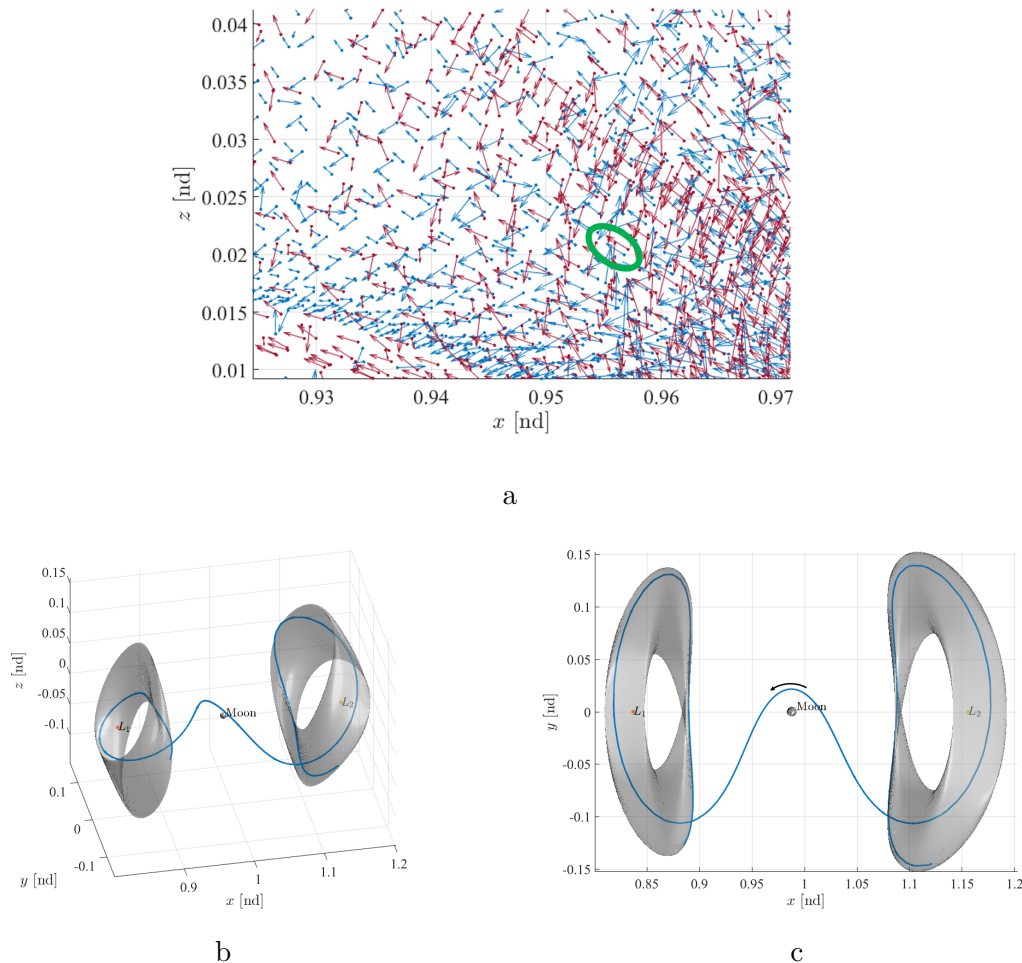 0.04
0.035
0.03
0.025
0.02
0.015
0.01
z [nd]
0.93 0.94 0.95 0.96 0.97
x [nd]
a
0.15
0.1
0.05
0
-0.05
-0.1
z [nd]
L₁
Moon
L₂
0.1
0
-0.1
y [nd]
0.9 1 1.1 1.2
x [nd]
b
0.15
0.1
0.05
0
-0.05
-0.1
-0.15
y [nd]
L₁
Moon
L₂
0.85 0.9 0.95 1 1.05 1.1 1.15 1.2
x [nd]
c